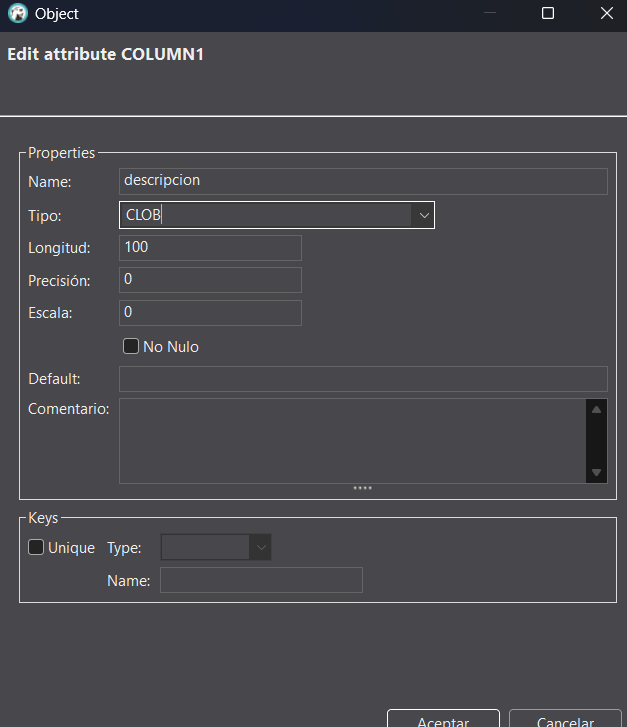 Object
Edit attribute COLUMN1
Properties
Name: descripcion
Tipo: CLOB
Longitud: 100
Precisión: 0
Escala: 0
No Nulo
Default:
Comentario:
Keys
Unique Type:
Name:
Aceptar Cancelar